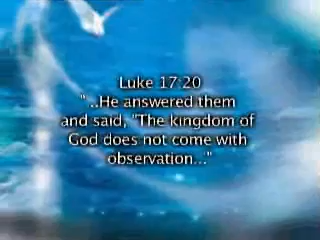 Luke 17:20
" ..He answered them
and said, "The kingdom of
God does not come with
observation..."